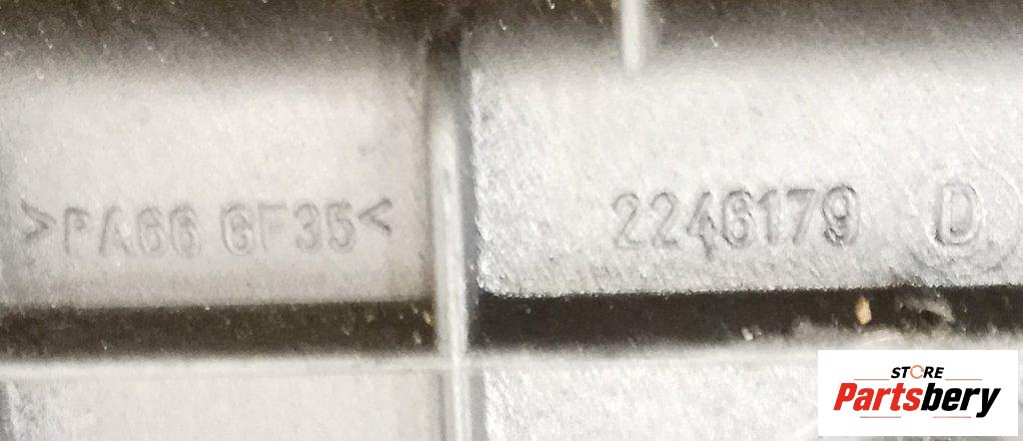 >PA66 GF35<
2246179 D
STORE
Partsbery